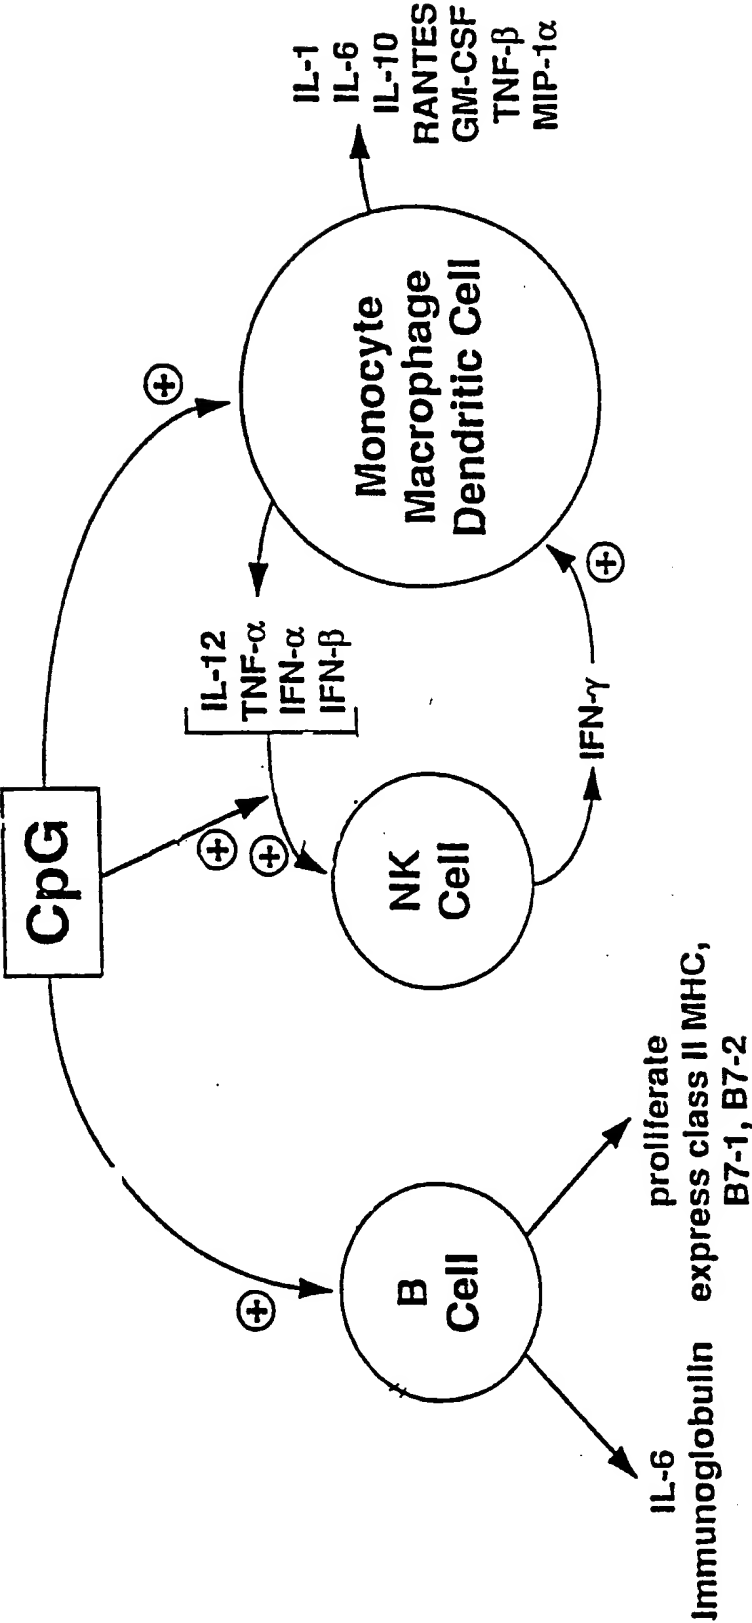 CpG
+
+
+
+
+
IL-12
TNF-α
IFN-α
IFN-β
IL-1
IL-6
IL-10
RANTES
GM-CSF
TNF-β
MIP-1α
B
Cell
NK
Cell
Monocyte
Macrophage
Dendritic Cell
IFN-γ
IL-6
Immunoglobulin
proliferate
express class II MHC,
B7-1, B7-2